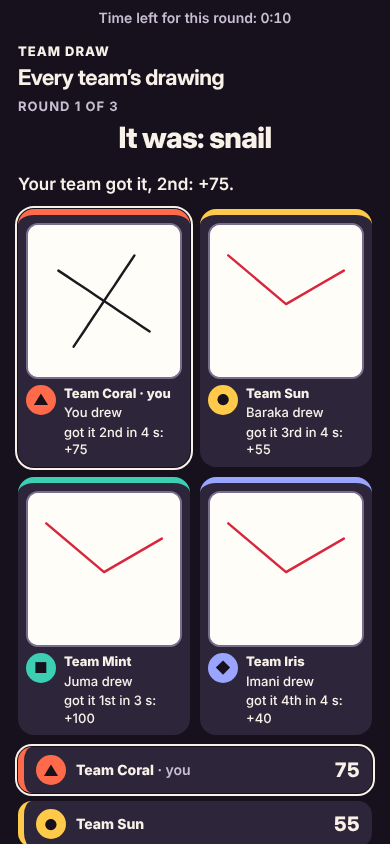 Time left for this round: 0:10
TEAM DRAW
Every team's drawing
ROUND 1 OF 3
It was: snail
Your team got it, 2nd: +75.
Team Coral · you
You drew
got it 2nd in 4 s:
+75
Team Sun
Baraka drew
got it 3rd in 4 s:
+55
Team Mint
Juma drew
got it 1st in 3 s:
+100
Team Iris
Imani drew
got it 4th in 4 s:
+40
Team Coral · you 75
Team Sun 55